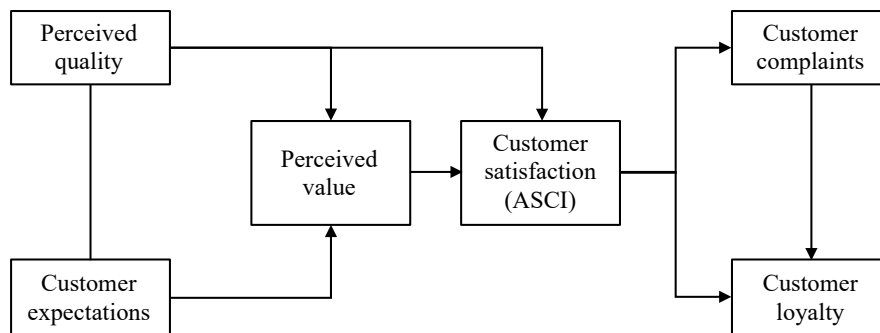 Perceived
quality
Customer
complaints
Perceived
value
Customer
satisfaction
(ASCI)
Customer
expectations
Customer
loyalty